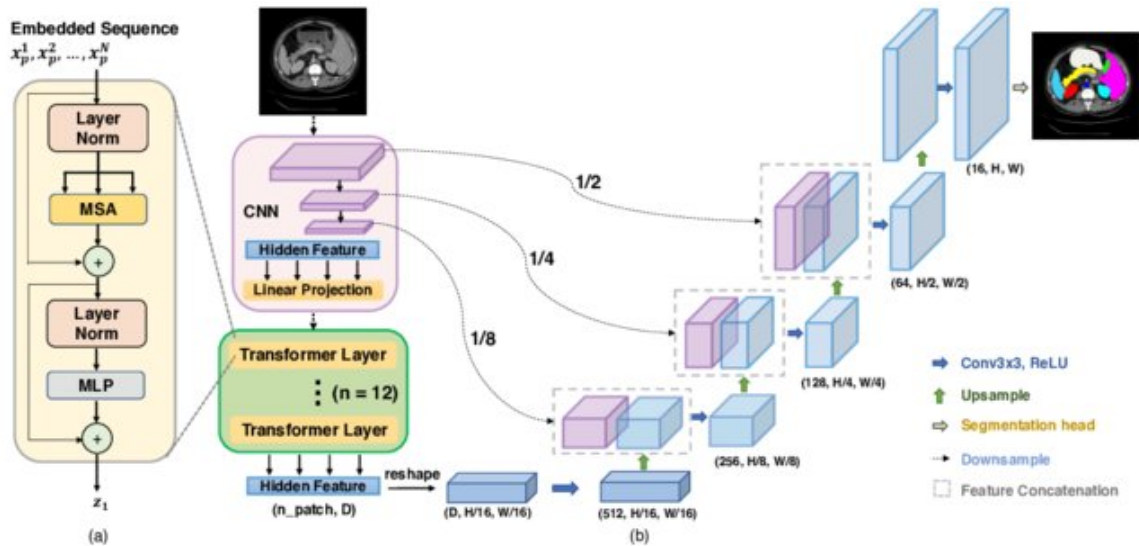 Embedded Sequence
x_p^1, x_p^2, ..., x_p^N
Layer
Norm
MSA
+
Layer
Norm
MLP
+
z_1
(a)
CNN
Hidden Feature
Linear Projection
Transformer Layer
(n = 12)
Transformer Layer
Hidden Feature
(n_patch, D)
reshape
(D, H/16, W/16)
(512, H/16, W/16)
(b)
1/2
1/4
1/8
(256, H/8, W/8)
(128, H/4, W/4)
(64, H/2, W/2)
(16, H, W)
Conv3x3, ReLU
Upsample
Segmentation head
Downsample
Feature Concatenation